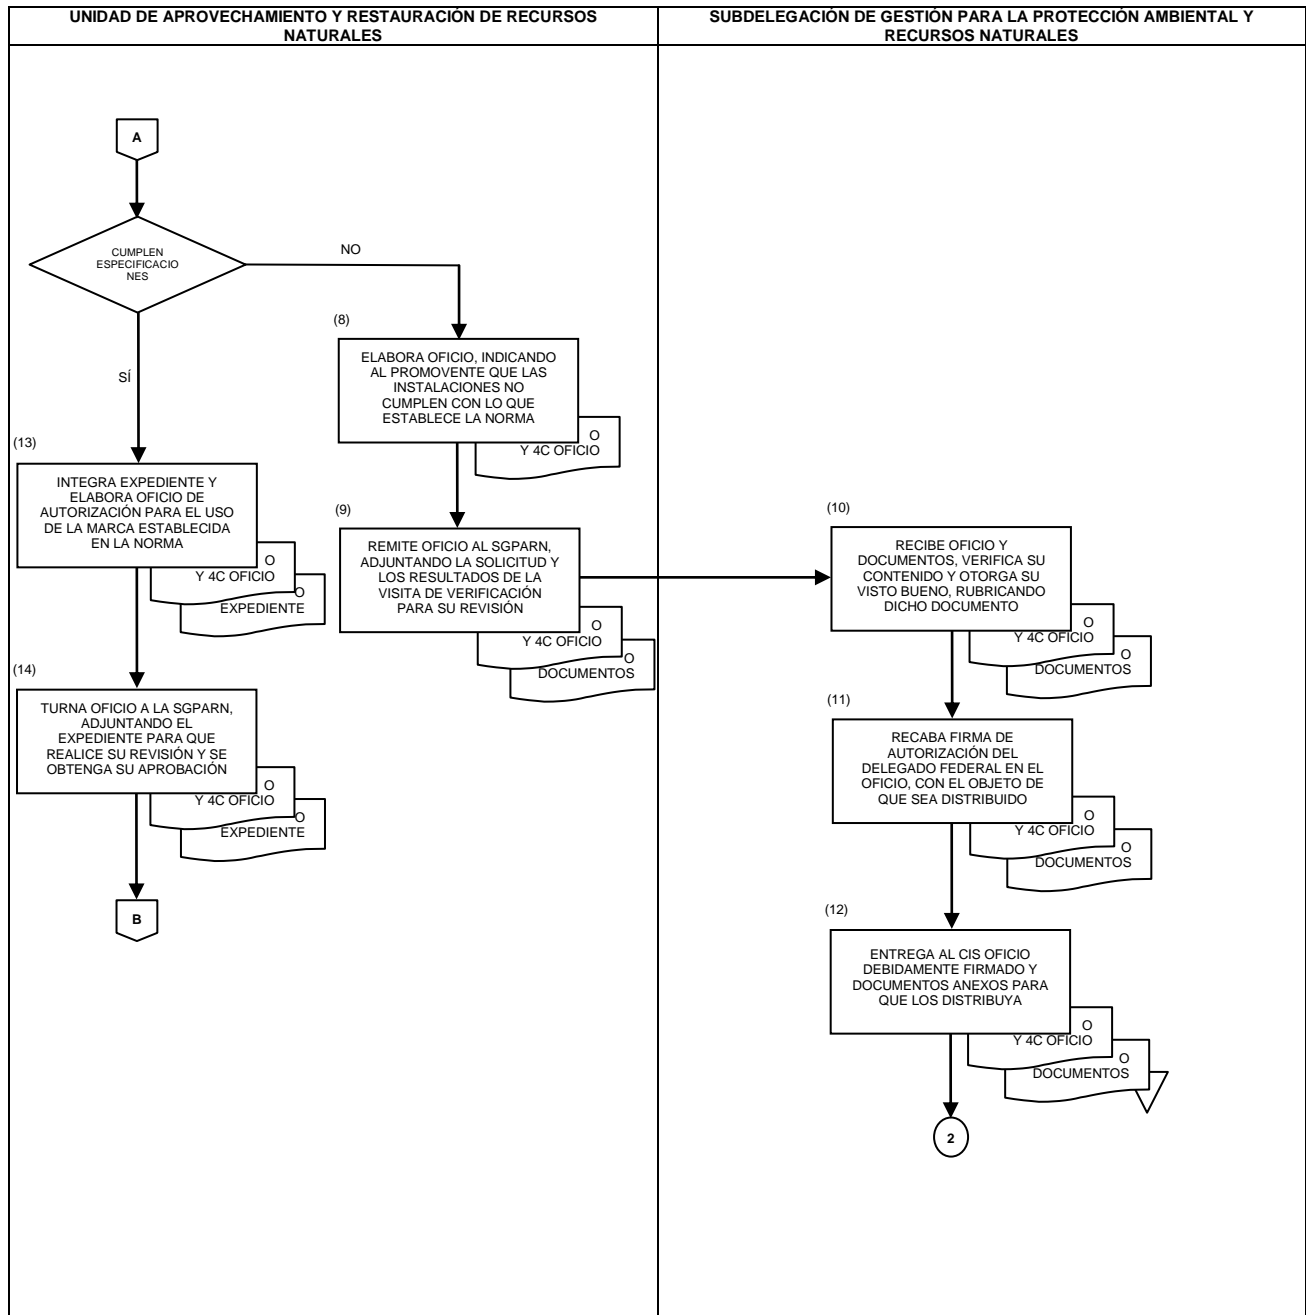 UNIDAD DE APROVECHAMIENTO Y RESTAURACIÓN DE RECURSOS
NATURALES
SUBDELEGACIÓN DE GESTIÓN PARA LA PROTECCIÓN AMBIENTAL Y
RECURSOS NATURALES
A
CUMPLEN
ESPECIFICACIO
NES
NO
SÍ
(8)
ELABORA OFICIO, INDICANDO
AL PROMOVENTE QUE LAS
INSTALACIONES NO
CUMPLEN CON LO QUE
ESTABLECE LA NORMA
O
Y 4C OFICIO
(13)
INTEGRA EXPEDIENTE Y
ELABORA OFICIO DE
AUTORIZACIÓN PARA EL USO
DE LA MARCA ESTABLECIDA
EN LA NORMA
O
Y 4C OFICIO
O
EXPEDIENTE
(9)
REMITE OFICIO AL SGPARN,
ADJUNTANDO LA SOLICITUD Y
LOS RESULTADOS DE LA
VISITA DE VERIFICACIÓN
PARA SU REVISIÓN
O
Y 4C OFICIO
O
DOCUMENTOS
(14)
TURNA OFICIO A LA SGPARN,
ADJUNTANDO EL
EXPEDIENTE PARA QUE
REALICE SU REVISIÓN Y SE
OBTENGA SU APROBACIÓN
O
Y 4C OFICIO
O
EXPEDIENTE
B
(10)
RECIBE OFICIO Y
DOCUMENTOS, VERIFICA SU
CONTENIDO Y OTORGA SU
VISTO BUENO, RUBRICANDO
DICHO DOCUMENTO
O
Y 4C OFICIO
O
DOCUMENTOS
(11)
RECABA FIRMA DE
AUTORIZACIÓN DEL
DELEGADO FEDERAL EN EL
OFICIO, CON EL OBJETO DE
QUE SEA DISTRIBUIDO
O
Y 4C OFICIO
O
DOCUMENTOS
(12)
ENTREGA AL CIS OFICIO
DEBIDAMENTE FIRMADO Y
DOCUMENTOS ANEXOS PARA
QUE LOS DISTRIBUYA
O
Y 4C OFICIO
O
DOCUMENTOS
2